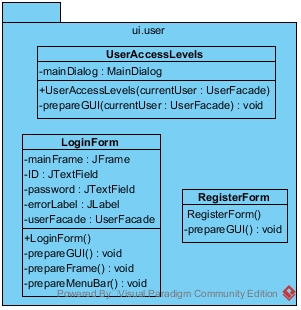 ui.user
UserAccessLevels
-mainDialog : MainDialog
+UserAccessLevels(currentUser : UserFacade)
-prepareGUI(currentUser : UserFacade) : void
LoginForm
-mainFrame : JFrame
-ID : JTextField
-password : JTextField
-errorLabel : JLabel
-userFacade : UserFacade
+LoginForm()
-prepareGUI() : void
-prepareFrame() : void
-prepareMenuBar() : void
RegisterForm
RegisterForm()
-prepareGUI() : void
Powered By Visual Paradigm Community Edition